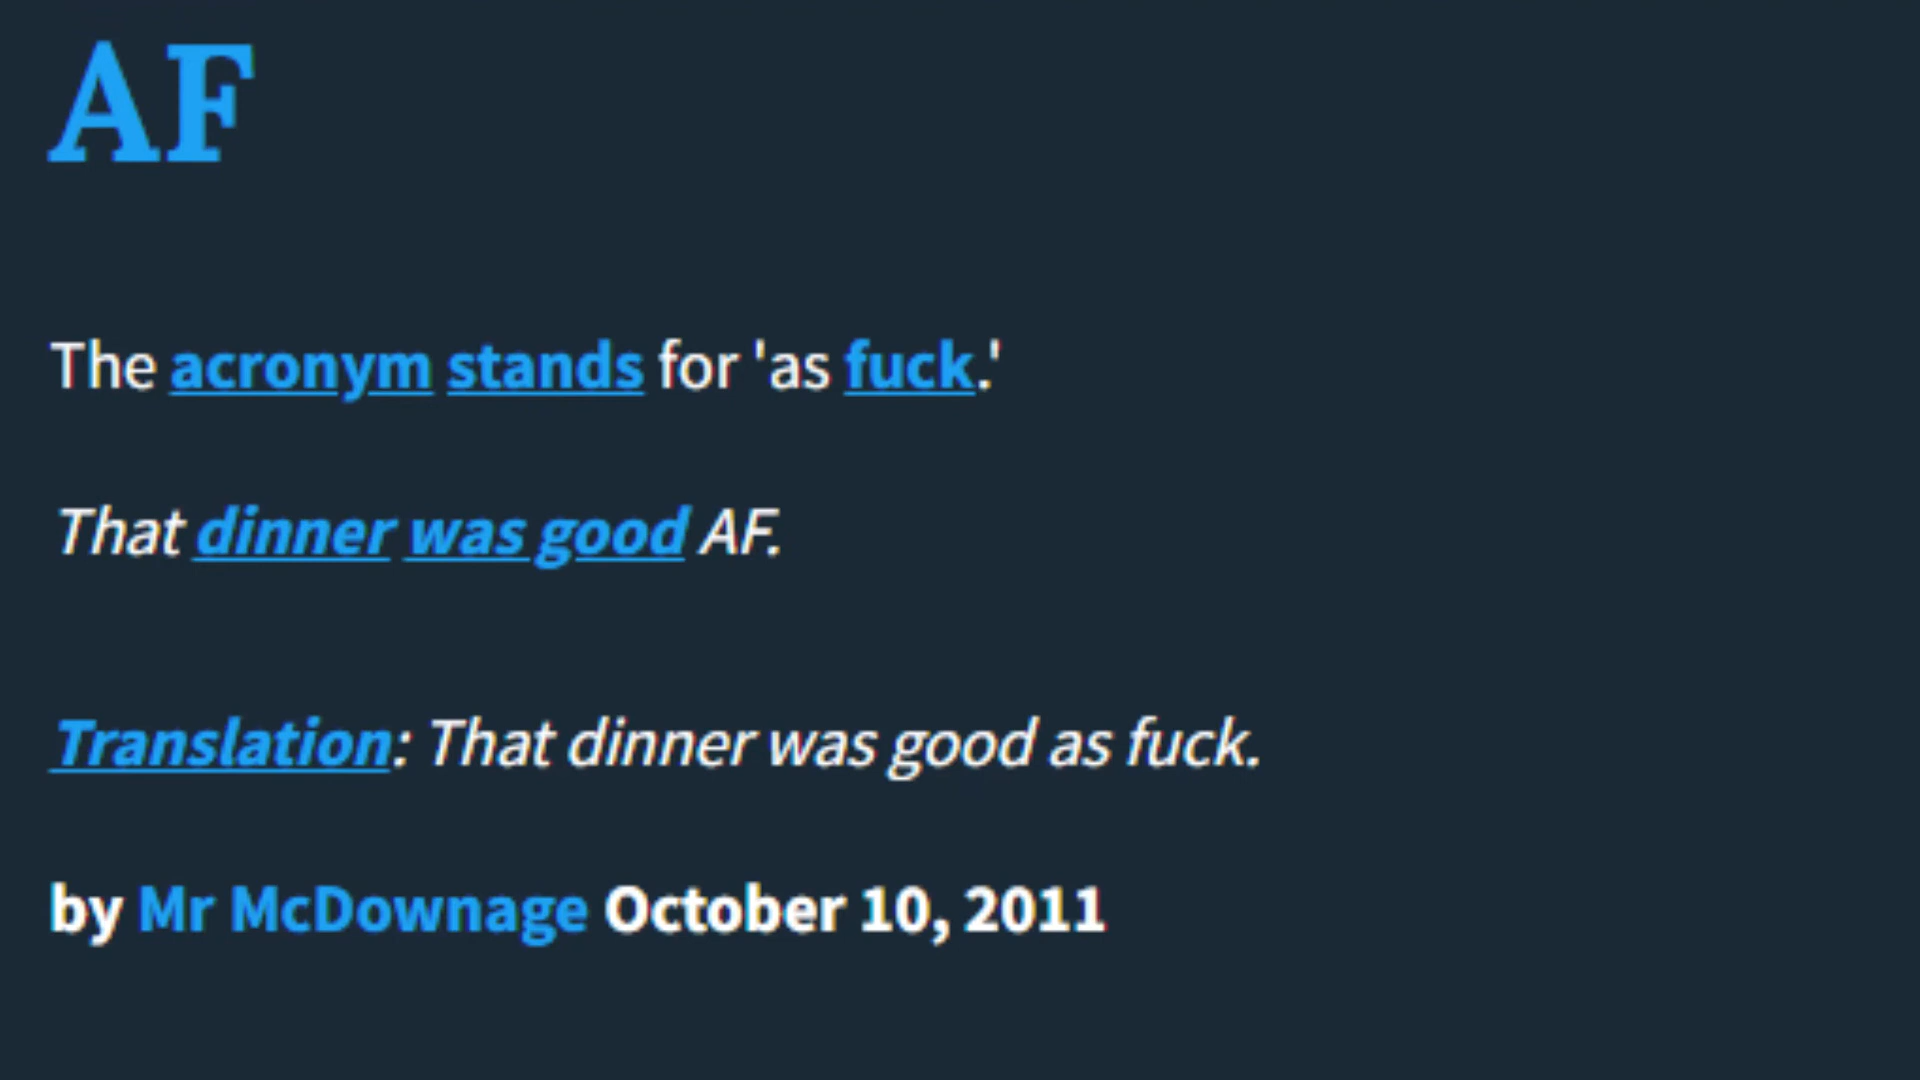 AF
The acronym stands for 'as fuck.'
That dinner was good AF.
Translation: That dinner was good as fuck.
by Mr McDownage October 10, 2011